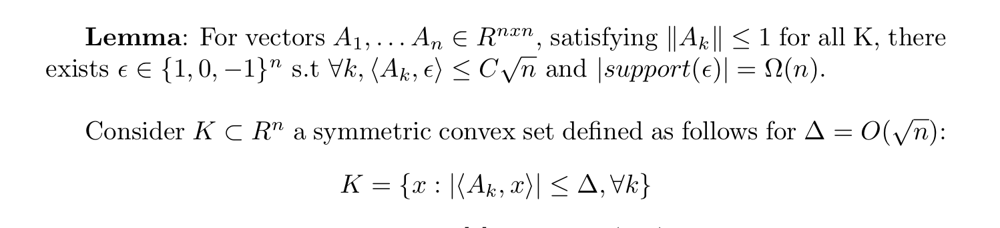 Lemma: For vectors $A_1, \ldots A_n \in R^{nxn}$, satisfying $\|A_k\| \leq 1$ for all K, there
exists $\epsilon \in \{1, 0, -1\}^n$ s.t $\forall k, \langle A_k, \epsilon \rangle \leq C\sqrt{n}$ and $|support(\epsilon)| = \Omega(n)$.
Consider $K \subset R^n$ a symmetric convex set defined as follows for $\Delta = O(\sqrt{n})$:
$K = \{x : |\langle A_k, x \rangle| \leq \Delta, \forall k\}$